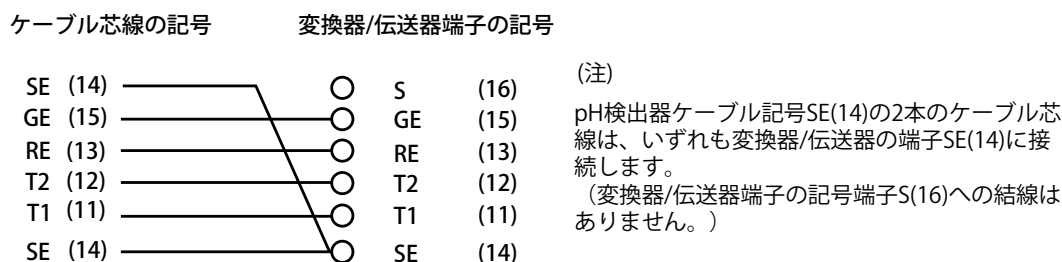 ケーブル芯線の記号 変換器/伝送器端子の記号
SE (14) S (16)
GE (15) GE (15)
RE (13) RE (13)
T2 (12) T2 (12)
T1 (11) T1 (11)
SE (14) SE (14)
(注)
pH検出器ケーブル記号SE(14)の2本のケーブル芯
線は、いずれも変換器/伝送器の端子SE(14)に接
続します。
（変換器/伝送器端子の記号端子S(16)への結線は
ありません。）